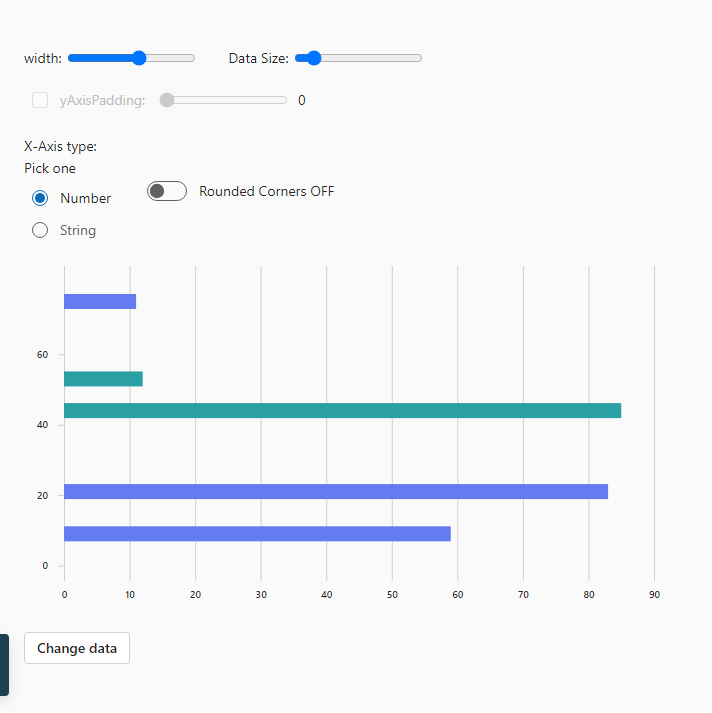 width: Data Size:
yAxisPadding: 0
X-Axis type:
Pick one
Number
Rounded Corners OFF
String
60
40
20
0
0 10 20 30 40 50 60 70 80 90
Change data